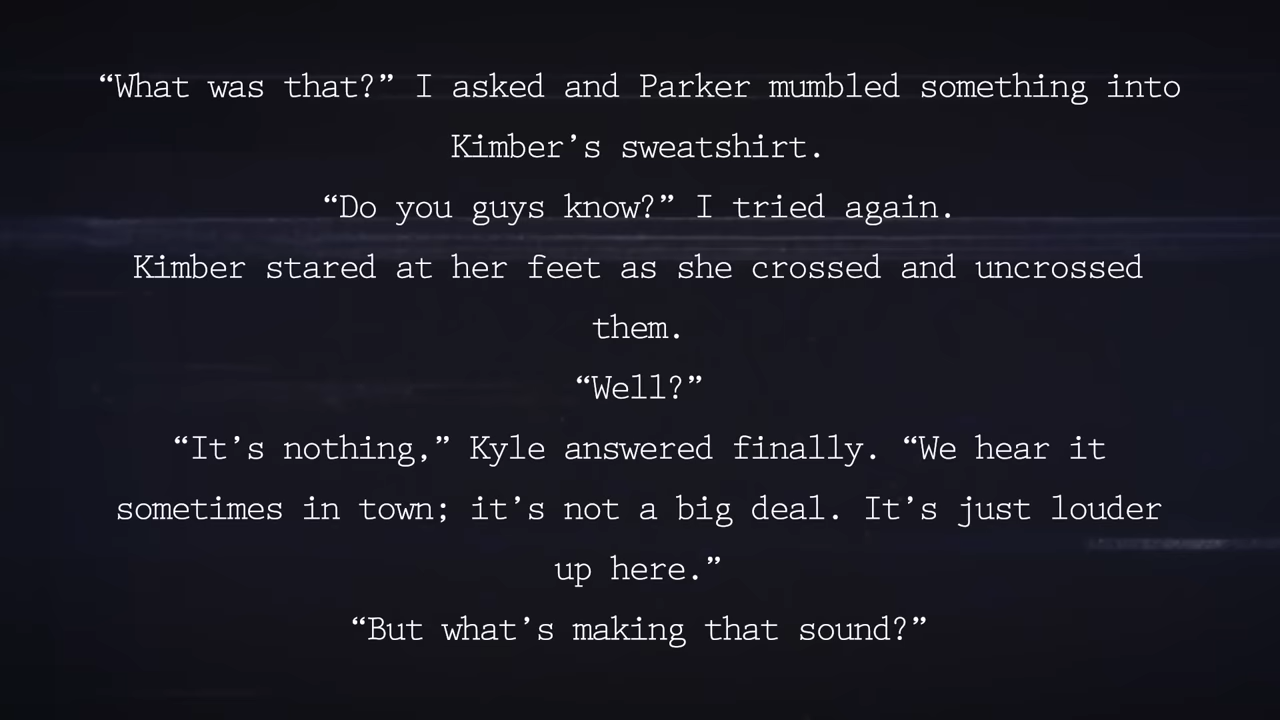 “What was that?” I asked and Parker mumbled something into
Kimber’s sweatshirt.
“Do you guys know?” I tried again.
Kimber stared at her feet as she crossed and uncrossed
them.
“Well?”
“It’s nothing,” Kyle answered finally. “We hear it
sometimes in town; it’s not a big deal. It’s just louder
up here.”
“But what’s making that sound?”